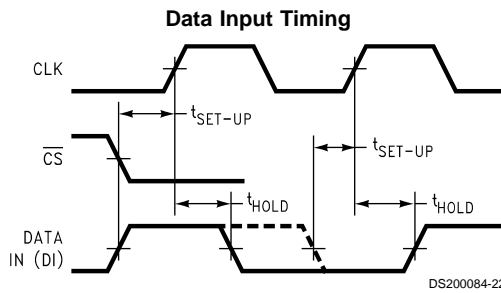 Data Input Timing
CLK
tSET-UP
tSET-UP
CS
tHOLD
tHOLD
DATA
IN (DI)
DS200084-22